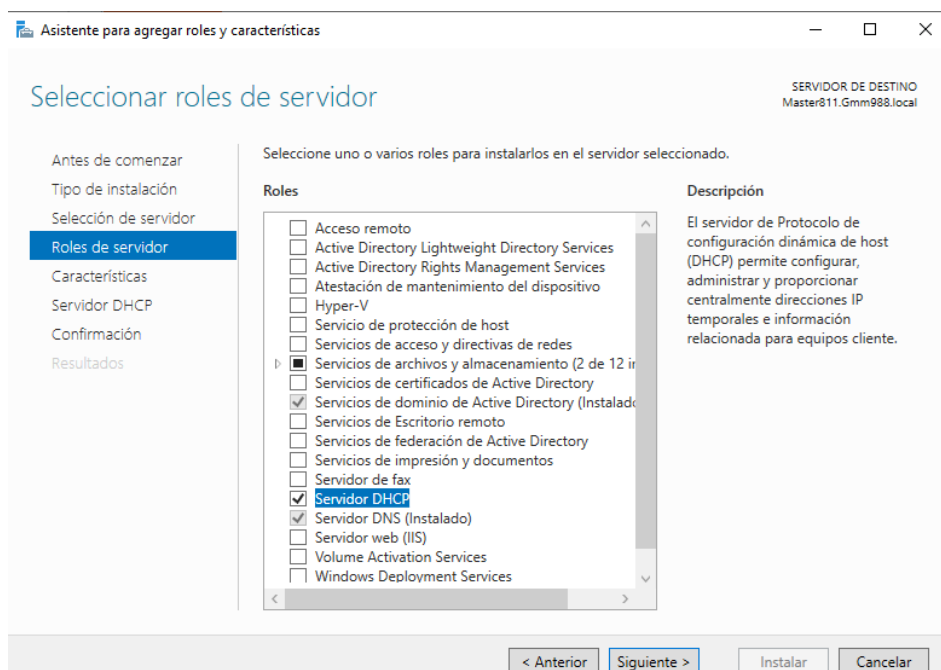 Asistente para agregar roles y características
Seleccionar roles de servidor
SERVIDOR DE DESTINO
Master811.Gmm988.local
Antes de comenzar
Tipo de instalación
Selección de servidor
Roles de servidor
Características
Servidor DHCP
Confirmación
Resultados
Seleccione uno o varios roles para instalarlos en el servidor seleccionado.
Roles
Acceso remoto
Active Directory Lightweight Directory Services
Active Directory Rights Management Services
Atestación de mantenimiento del dispositivo
Hyper-V
Servicio de protección de host
Servicios de acceso y directivas de redes
Servicios de archivos y almacenamiento (2 de 12 ir
Servicios de certificados de Active Directory
Servicios de dominio de Active Directory (Instalado
Servicios de Escritorio remoto
Servicios de federación de Active Directory
Servicios de impresión y documentos
Servidor de fax
Servidor DHCP
Servidor DNS (Instalado)
Servidor web (IIS)
Volume Activation Services
Windows Deployment Services
Descripción
El servidor de Protocolo de
configuración dinámica de host
(DHCP) permite configurar,
administrar y proporcionar
centralmente direcciones IP
temporales e información
relacionada para equipos cliente.
< Anterior
Siguiente >
Instalar
Cancelar